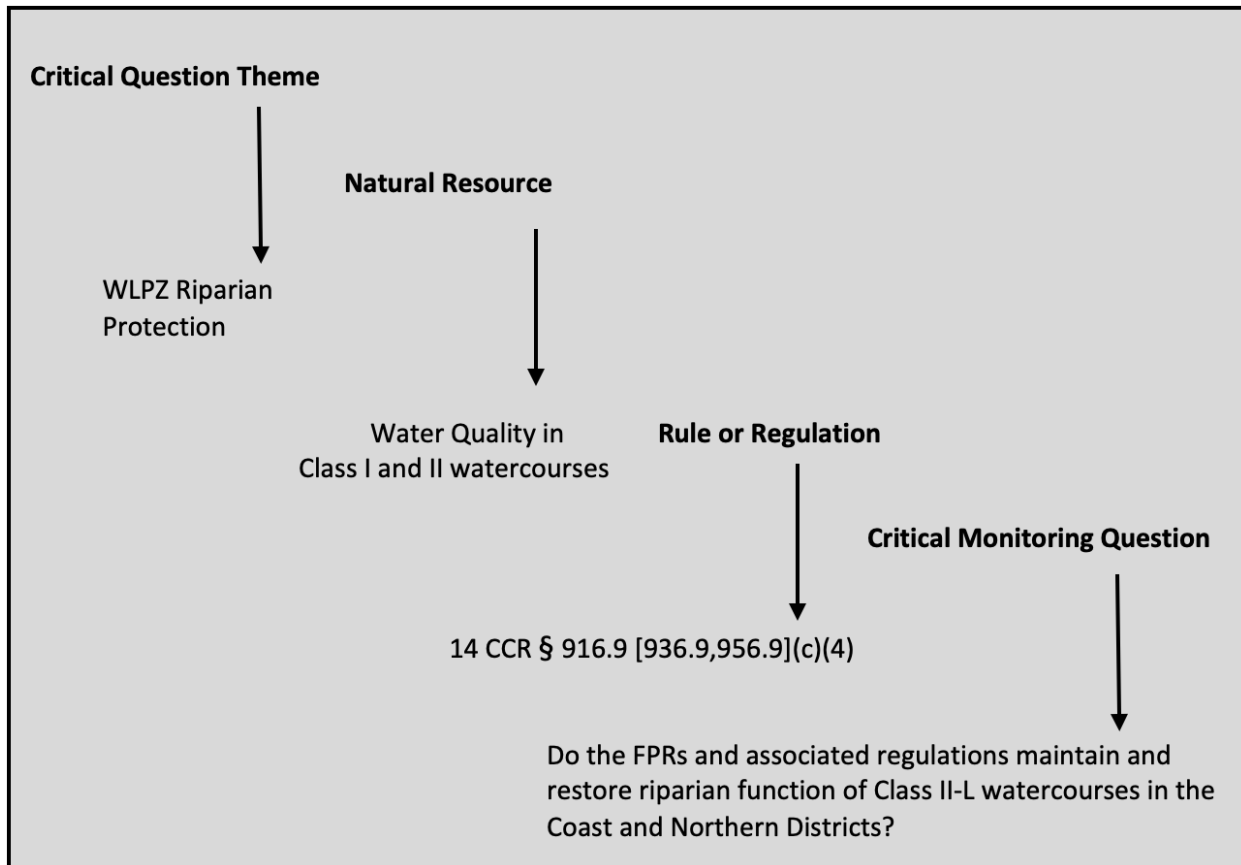 Critical Question Theme
Natural Resource
WLPZ Riparian
Protection
Water Quality in
Class I and II watercourses
Rule or Regulation
Critical Monitoring Question
14 CCR § 916.9 [936.9,956.9](c)(4)
Do the FPRs and associated regulations maintain and
restore riparian function of Class II-L watercourses in the
Coast and Northern Districts?